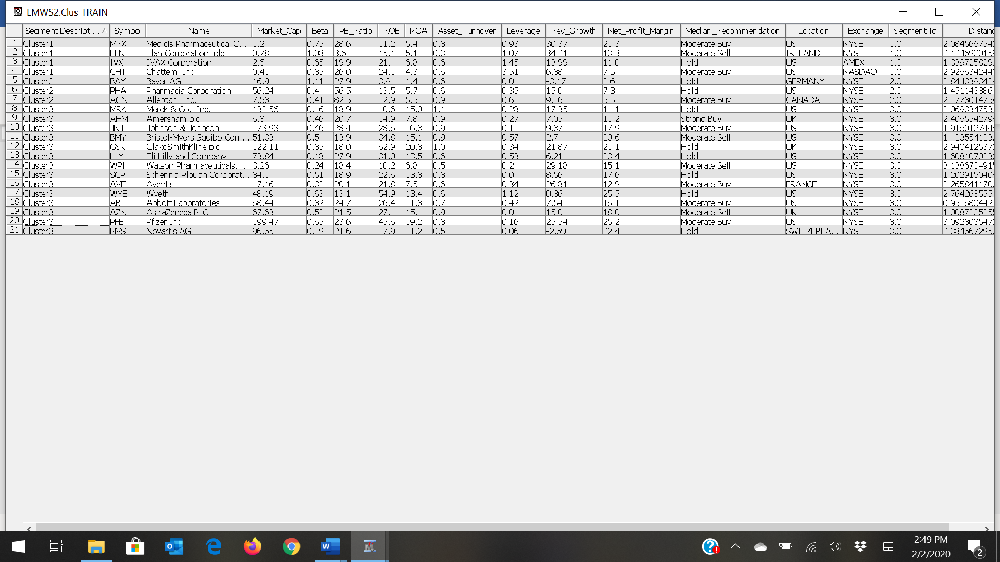 EMWS2.Clus_TRAIN
Segment Descripti... Symbol Name Market_Cap Beta PE_Ratio ROE ROA Asset_Turnover Leverage Rev_Growth Net_Profit_Margin Median_Recommendation Location Exchange Segment Id Distanc
1 Cluster1 MRX Medicis Pharmaceutical C... 1.2 0.75 28.6 11.2 5.4 0.3 0.93 30.37 21.3 Moderate Buy US NYSE 1.0 2.0845667542
2 Cluster1 ELN Elan Corporation, plc 0.78 1.08 3.6 15.1 5.1 0.3 1.07 34.21 13.3 Moderate Sell IRELAND NYSE 1.0 2.124692015
3 Cluster1 IVX IVAX Corporation 2.6 0.65 19.9 21.4 6.8 0.6 1.45 13.99 11.0 Hold US AMEX 1.0 1.339725829
4 Cluster1 CHTT Chattem, Inc 0.41 0.85 26.0 24.1 4.3 0.6 3.51 6.38 7.5 Moderate Buy US NASDAQ 1.0 2.926634244
5 Cluster2 BAY Bayer AG 16.9 1.11 27.9 3.9 1.4 0.6 0.0 -3.17 2.6 Hold GERMANY NYSE 2.0 2.844339342
6 Cluster2 PHA Pharmacia Corporation 56.24 0.4 56.5 13.5 5.7 0.6 0.35 15.0 7.3 Hold US NYSE 2.0 1.451143886
7 Cluster2 AGN Allergan, Inc. 7.58 0.41 82.5 12.9 5.5 0.9 0.6 9.16 5.5 Moderate Buy CANADA NYSE 2.0 2.177801475
8 Cluster3 MRK Merck & Co., Inc. 132.56 0.46 18.9 40.6 15.0 1.1 0.28 17.35 14.1 Hold US NYSE 3.0 2.069334753
9 Cluster3 AHM Amersham plc 6.3 0.46 20.7 14.9 7.8 0.9 0.27 7.05 11.2 Strong Buy UK NYSE 3.0 2.406554279
10 Cluster3 JNJ Johnson & Johnson 173.93 0.46 28.4 28.6 16.3 0.9 0.1 9.37 17.9 Moderate Buy US NYSE 3.0 1.916012744
11 Cluster3 BMY Bristol-Myers Squibb Com... 51.33 0.5 13.9 34.8 15.1 0.9 0.57 2.7 20.6 Moderate Sell US NYSE 3.0 1.423554123
12 Cluster3 GSK GlaxoSmithKline plc 122.11 0.35 18.0 62.9 20.3 1.0 0.34 21.87 21.1 Hold UK NYSE 3.0 2.940412537
13 Cluster3 LLY Eli Lilly and Company 73.84 0.18 27.9 31.0 13.5 0.6 0.53 6.21 23.4 Hold US NYSE 3.0 1.608107023
14 Cluster3 WPI Watson Pharmaceuticals, ... 3.26 0.24 18.4 10.2 6.8 0.5 0.2 29.18 15.1 Moderate Sell US NYSE 3.0 3.138670491
15 Cluster3 SGP Schering-Plough Corporat... 34.1 0.51 18.9 22.6 13.3 0.8 0.0 8.56 17.6 Hold US NYSE 3.0 1.202915040
16 Cluster3 AVE Aventis 47.16 0.32 20.1 21.8 7.5 0.6 0.34 26.81 12.9 Moderate Buy FRANCE NYSE 3.0 2.265841170
17 Cluster3 WYE Wyeth 48.19 0.63 13.1 54.9 13.4 0.6 1.12 0.36 25.5 Hold US NYSE 3.0 2.764268555
18 Cluster3 ABT Abbott Laboratories 68.44 0.32 24.7 26.4 11.8 0.7 0.42 7.54 16.1 Moderate Buy US NYSE 3.0 0.951680442
19 Cluster3 AZN AstraZeneca PLC 67.63 0.52 21.5 27.4 15.4 0.9 0.0 15.0 18.0 Moderate Sell UK NYSE 3.0 1.008722525
20 Cluster3 PFE Pfizer Inc 199.47 0.65 23.6 45.6 19.2 0.8 0.16 25.54 25.2 Moderate Buy US NYSE 3.0 3.092303547
21 Cluster3 NVS Novartis AG 96.65 0.19 21.6 17.9 11.2 0.5 0.06 -2.69 22.4 Hold SWITZERLA... NYSE 3.0 2.384667295
2:49 PM
2/2/2020
2